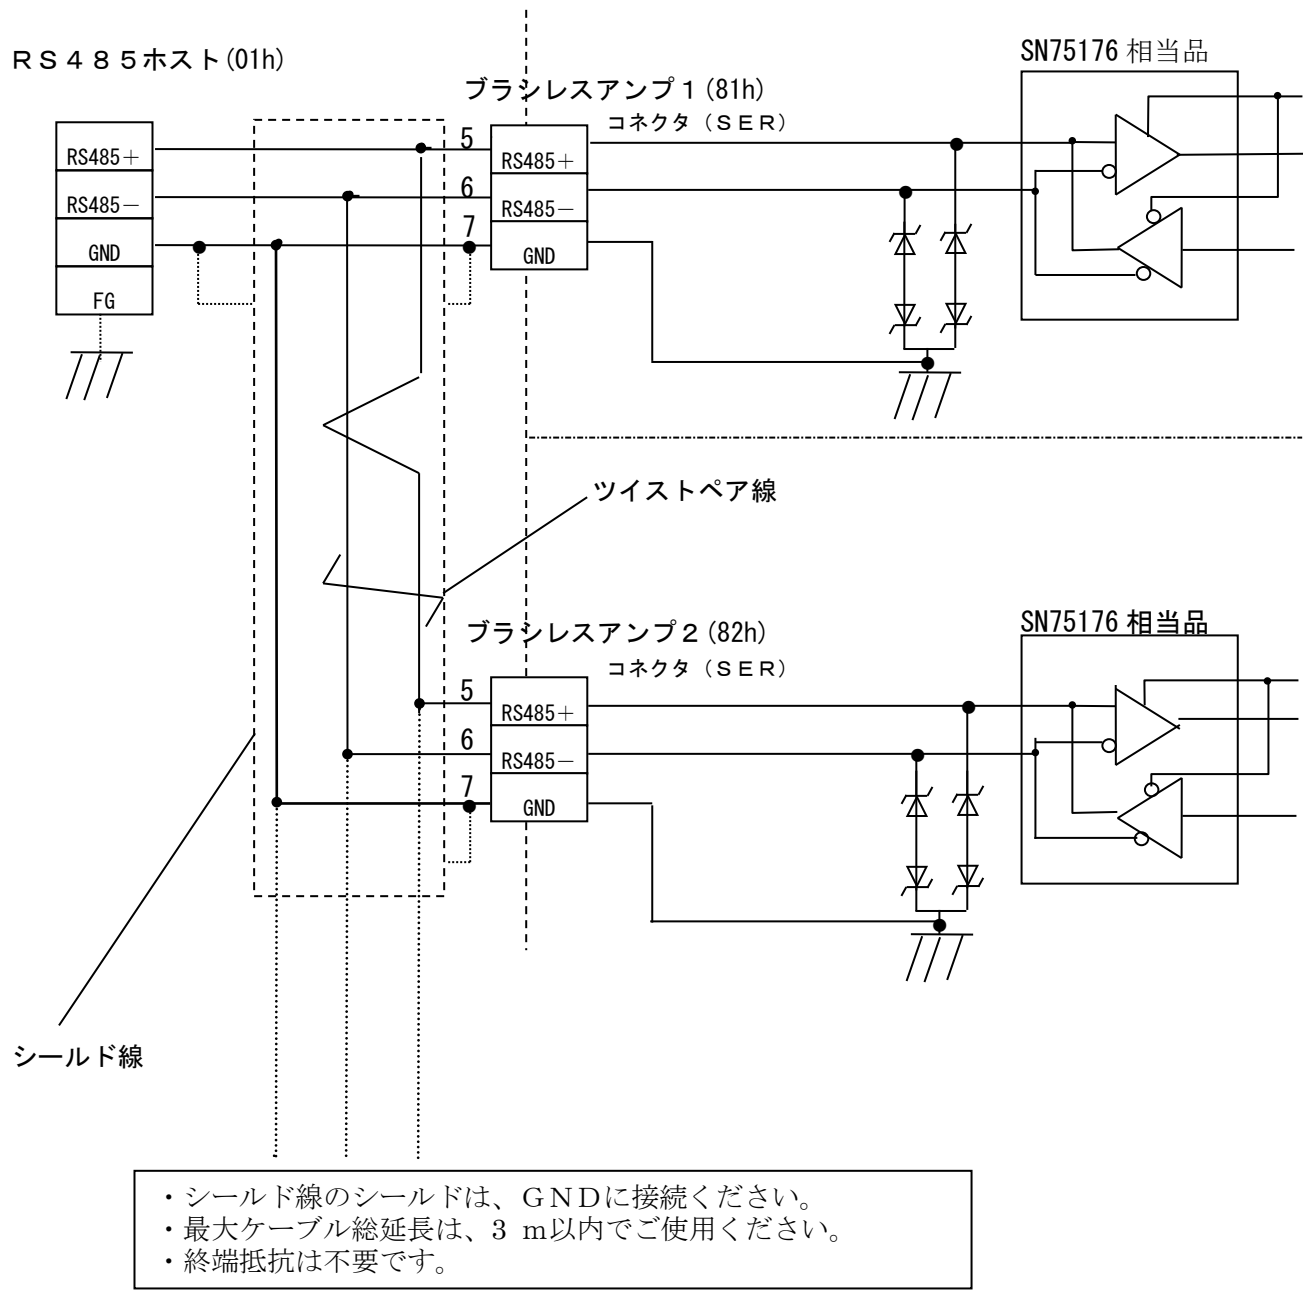 ＲＳ４８５ホスト(01h)
SN75176 相当品
ブラシレスアンプ１(81h)
コネクタ（ＳＥＲ）
RS485＋
RS485－
GND
FG
5
6
7
RS485＋
RS485－
GND
ツイストペア線
SN75176 相当品
ブラシレスアンプ２(82h)
コネクタ（ＳＥＲ）
5
6
7
RS485＋
RS485－
GND
シールド線
・シールド線のシールドは、ＧＮＤに接続ください。
・最大ケーブル総延長は、3 m以内でご使用ください。
・終端抵抗は不要です。